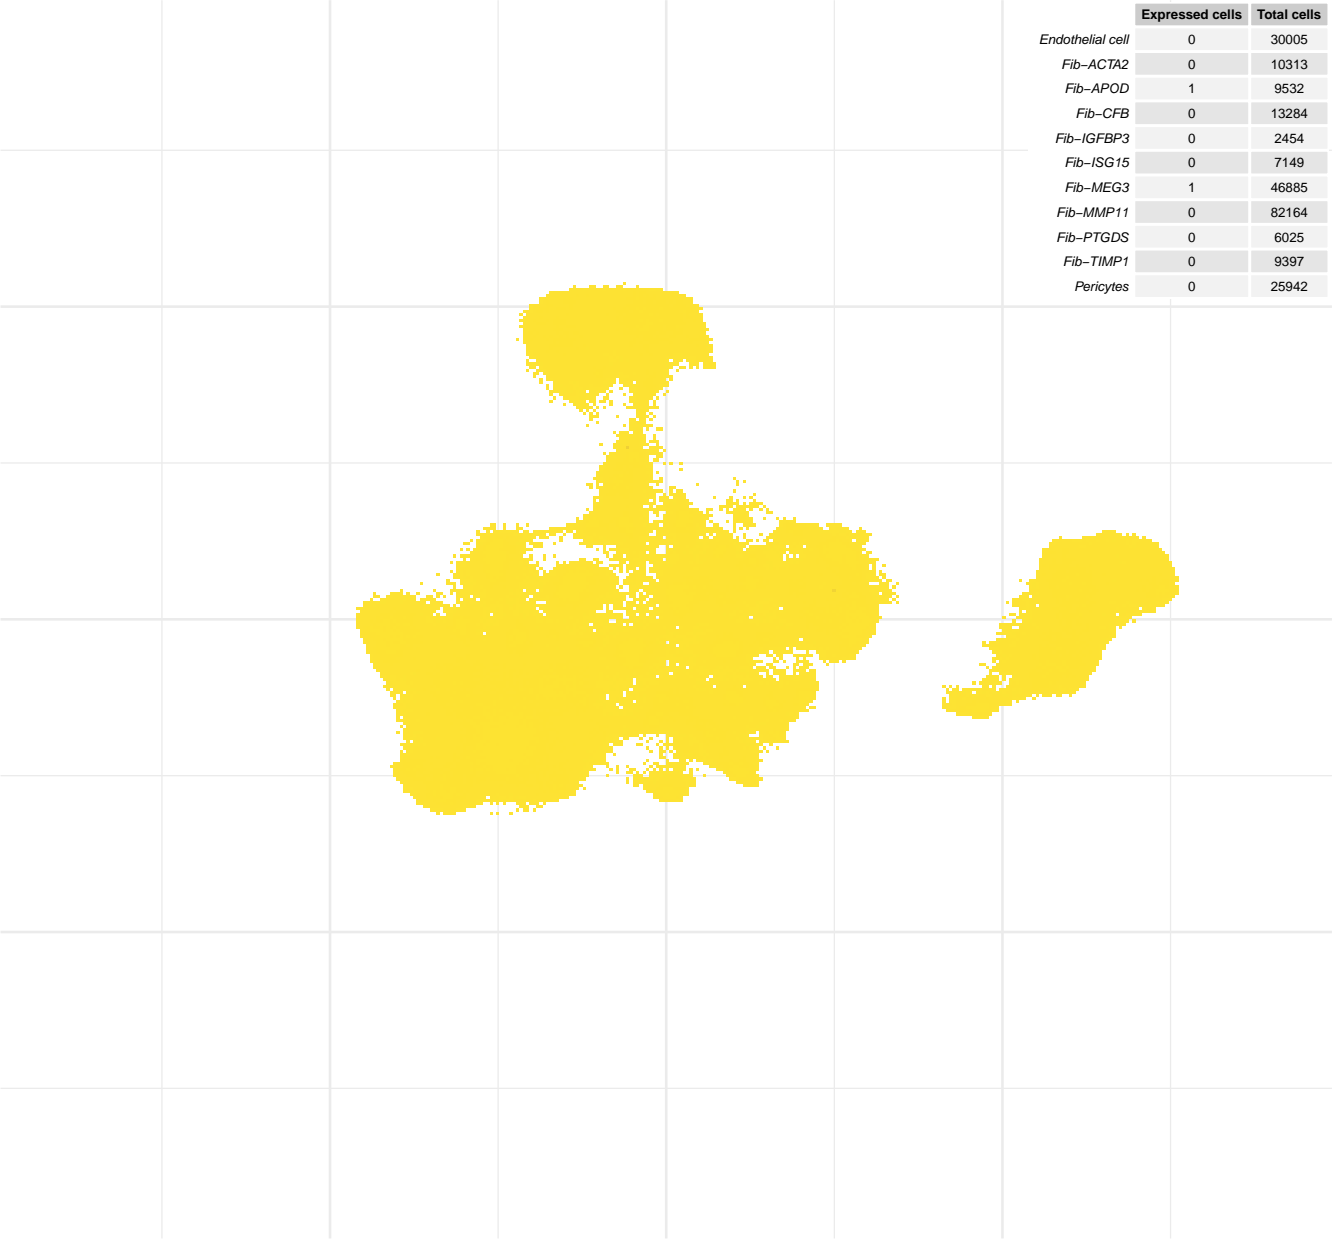 Expressed cells Total cells
Endothelial cell 0 30005
Fib−ACTA2 0 10313
Fib−APOD 1 9532
Fib−CFB 0 13284
Fib−IGFBP3 0 2454
Fib−ISG15 0 7149
Fib−MEG3 1 46885
Fib−MMP11 0 82164
Fib−PTGDS 0 6025
Fib−TIMP1 0 9397
Pericytes 0 25942